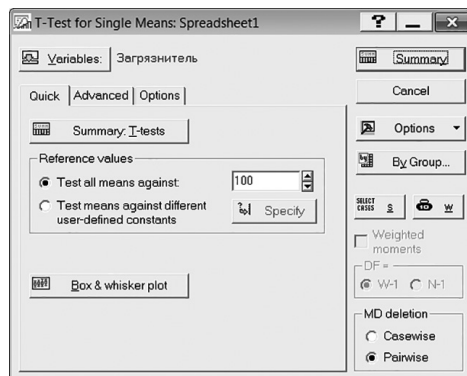 T-Test for Single Means: Spreadsheet1
Variables: Загрязнитель
Quick Advanced Options
Summary: T-tests
Reference values
Test all means against: 100
Test means against different
user-defined constants
Specify
Box & whisker plot
Summary
Cancel
Options
By Group...
SELECT
CASES S W
Weighted
moments
DF =
W-1 N-1
MD deletion
Casewise
Pairwise